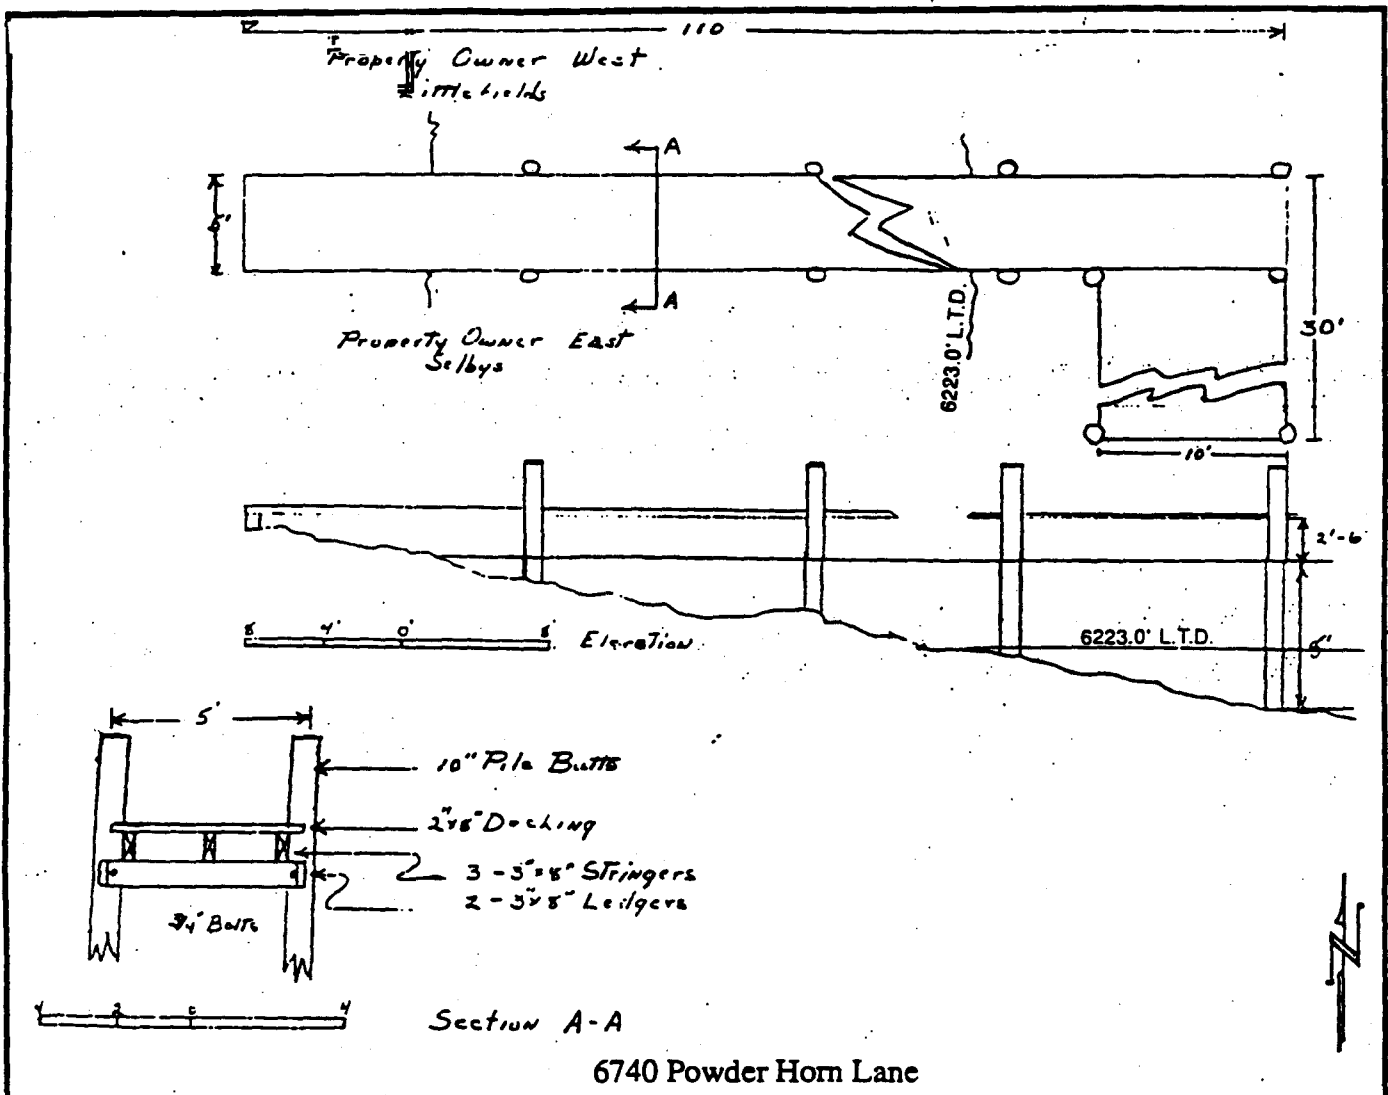 110
Property Owner West
Littlefields
A
5'
A
Property Owner East
Selbys
6223.0' L.T.D.
30'
10'
2'-6
8 4' 0' 8'
Elevation
6223.0' L.T.D.
5'
10" Pile Butts
2"x8" Decking
3 - 3"x8" Stringers
2 - 3"x8" Ledgers
3/4" Bolts
4 2 0 4
Section A-A
6740 Powder Horn Lane